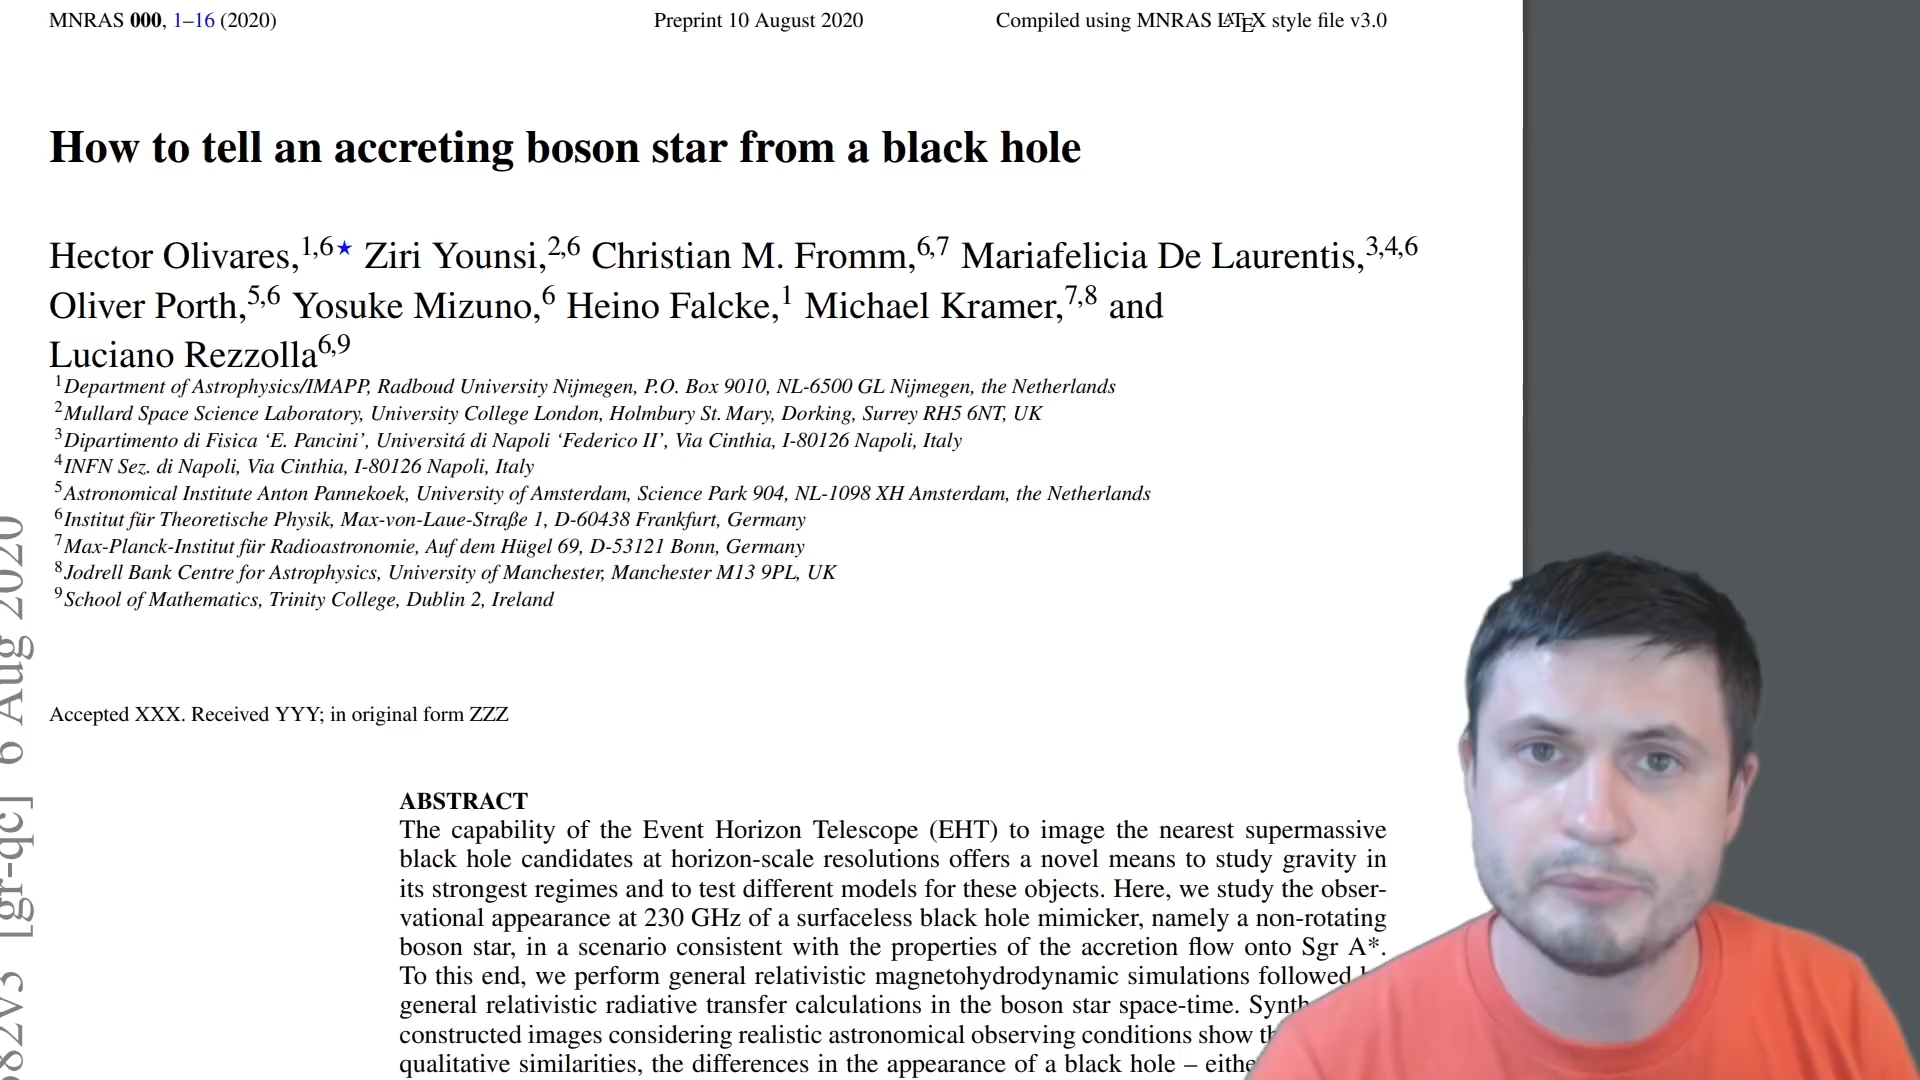 MNRAS 000, 1–16 (2020) Preprint 10 August 2020 Compiled using MNRAS LATEX style file v3.0
How to tell an accreting boson star from a black hole
Hector Olivares,1,6★ Ziri Younsi,2,6 Christian M. Fromm,6,7 Mariafelicia De Laurentis,3,4,6
Oliver Porth,5,6 Yosuke Mizuno,6 Heino Falcke,1 Michael Kramer,7,8 and
Luciano Rezzolla6,9
1Department of Astrophysics/IMAPP, Radboud University Nijmegen, P.O. Box 9010, NL-6500 GL Nijmegen, the Netherlands
2Mullard Space Science Laboratory, University College London, Holmbury St. Mary, Dorking, Surrey RH5 6NT, UK
3Dipartimento di Fisica ‘E. Pancini’, Universitá di Napoli ‘Federico II’, Via Cinthia, I-80126 Napoli, Italy
4INFN Sez. di Napoli, Via Cinthia, I-80126 Napoli, Italy
5Astronomical Institute Anton Pannekoek, University of Amsterdam, Science Park 904, NL-1098 XH Amsterdam, the Netherlands
6Institut für Theoretische Physik, Max-von-Laue-Straße 1, D-60438 Frankfurt, Germany
7Max-Planck-Institut für Radioastronomie, Auf dem Hügel 69, D-53121 Bonn, Germany
8Jodrell Bank Centre for Astrophysics, University of Manchester, Manchester M13 9PL, UK
9School of Mathematics, Trinity College, Dublin 2, Ireland
Accepted XXX. Received YYY; in original form ZZZ
ABSTRACT
The capability of the Event Horizon Telescope (EHT) to image the nearest supermassive
black hole candidates at horizon-scale resolutions offers a novel means to study gravity in
its strongest regimes and to test different models for these objects. Here, we study the obser-
vational appearance at 230 GHz of a surfaceless black hole mimicker, namely a non-rotating
boson star, in a scenario consistent with the properties of the accretion flow onto Sgr A*.
To this end, we perform general relativistic magnetohydrodynamic simulations followed
general relativistic radiative transfer calculations in the boson star space-time.
constructed images considering realistic astronomical observing conditions show
qualitative similarities, the differences in the appearance of a black hole –
82v3 [gr-qc] 6 Aug 2020